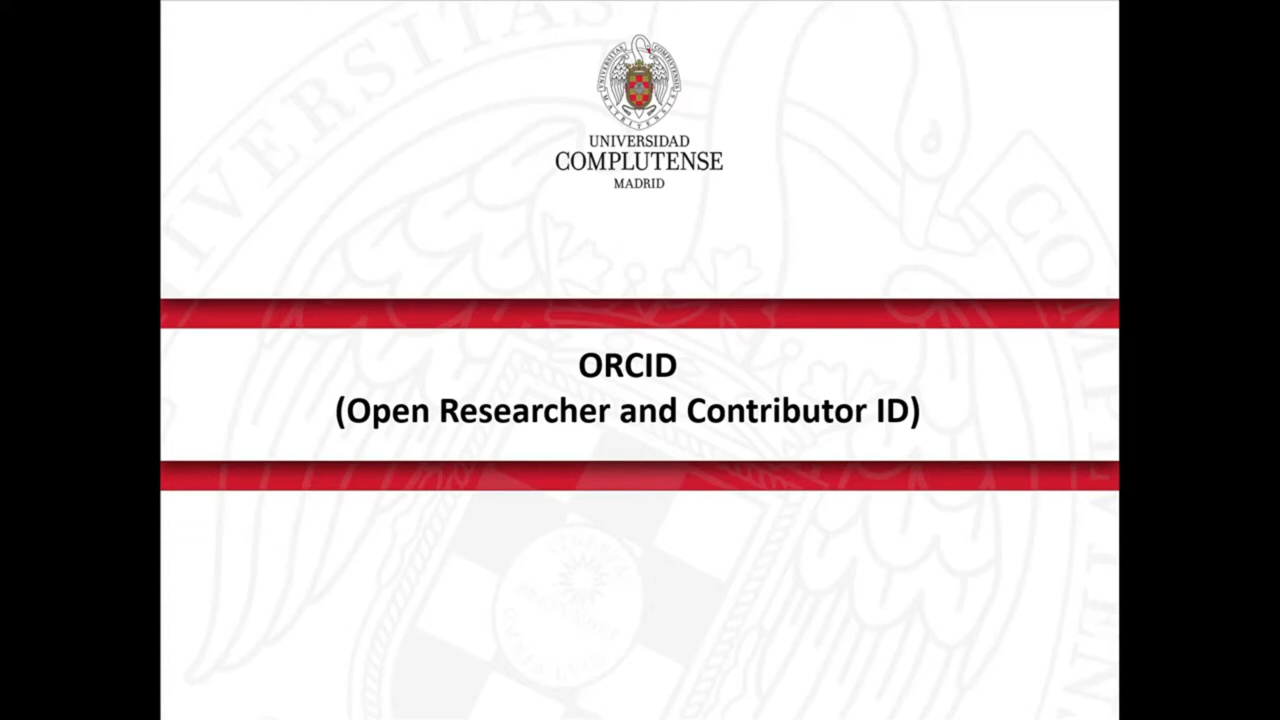 UNIVERSIDAD
COMPLUTENSE
MADRID
ORCID
(Open Researcher and Contributor ID)